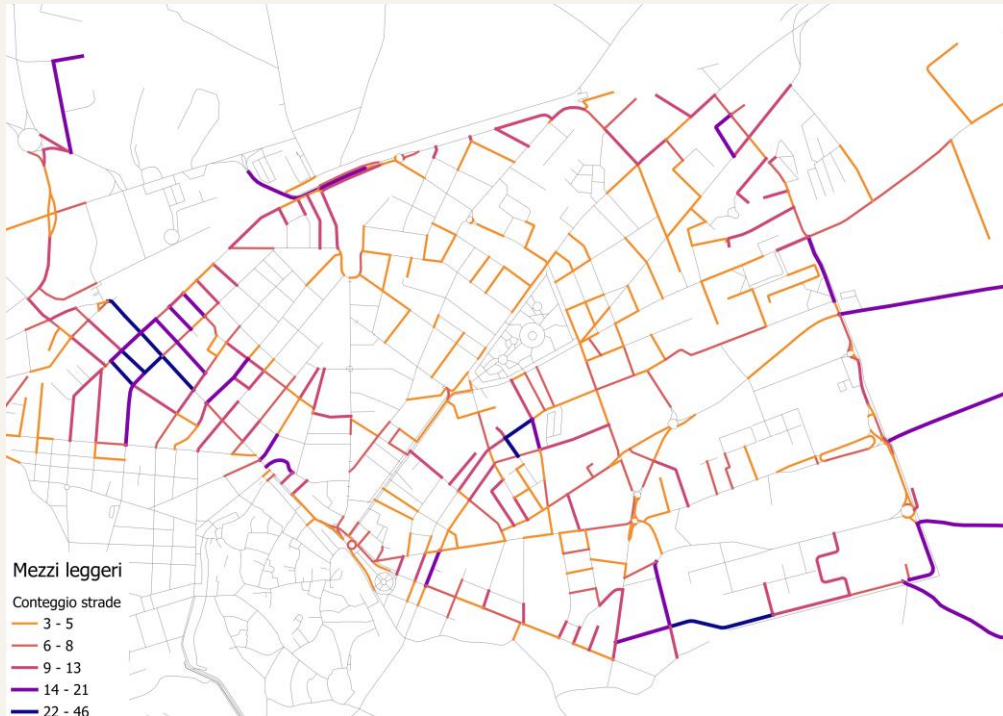 Mezzi leggeri
Conteggio strade
3 - 5
6 - 8
9 - 13
14 - 21
22 - 46